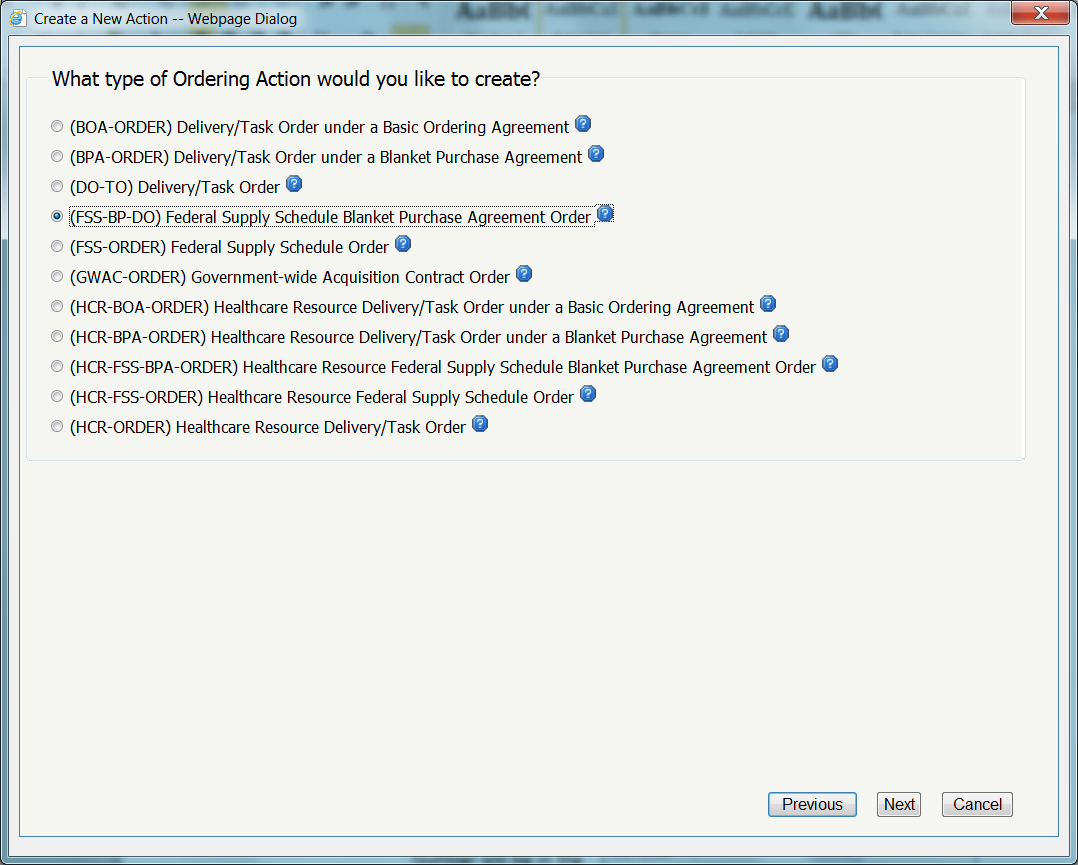 Create a New Action -- Webpage Dialog
What type of Ordering Action would you like to create?
(BOA-ORDER) Delivery/Task Order under a Basic Ordering Agreement
(BPA-ORDER) Delivery/Task Order under a Blanket Purchase Agreement
(DO-TO) Delivery/Task Order
(FSS-BP-DO) Federal Supply Schedule Blanket Purchase Agreement Order
(FSS-ORDER) Federal Supply Schedule Order
(GWAC-ORDER) Government-wide Acquisition Contract Order
(HCR-BOA-ORDER) Healthcare Resource Delivery/Task Order under a Basic Ordering Agreement
(HCR-BPA-ORDER) Healthcare Resource Delivery/Task Order under a Blanket Purchase Agreement
(HCR-FSS-BPA-ORDER) Healthcare Resource Federal Supply Schedule Blanket Purchase Agreement Order
(HCR-FSS-ORDER) Healthcare Resource Federal Supply Schedule Order
(HCR-ORDER) Healthcare Resource Delivery/Task Order
Previous Next Cancel